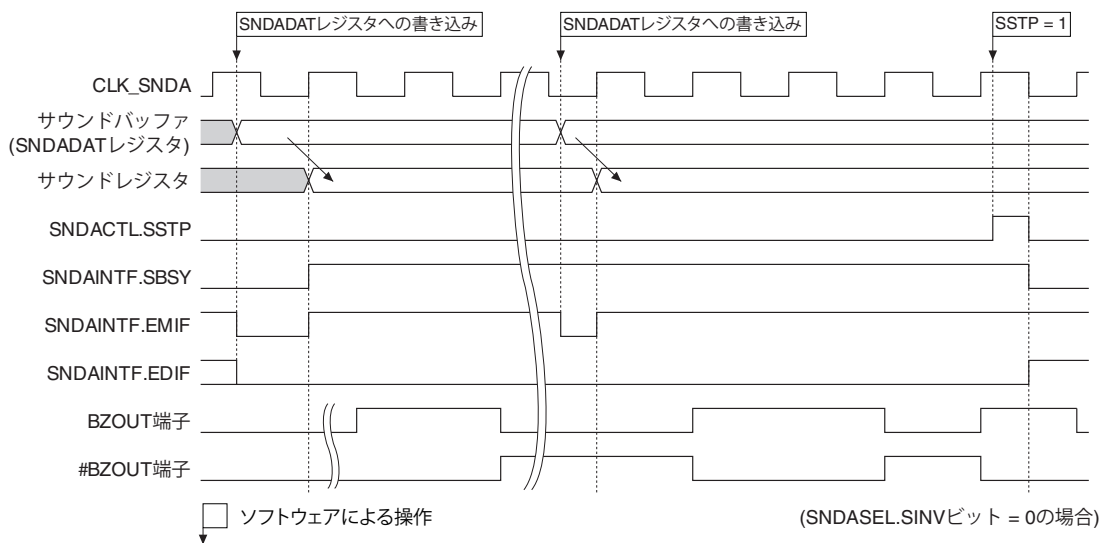 SNDADATレジスタへの書き込み
SNDADATレジスタへの書き込み
SSTP = 1
CLK_SNDA
サウンドバッファ
(SNDADATレジスタ)
サウンドレジスタ
SNDACTL.SSTP
SNDAINTF.SBSY
SNDAINTF.EMIF
SNDAINTF.EDIF
BZOUT端子
#BZOUT端子
ソフトウェアによる操作
(SNDASEL.SINVビット = 0の場合)